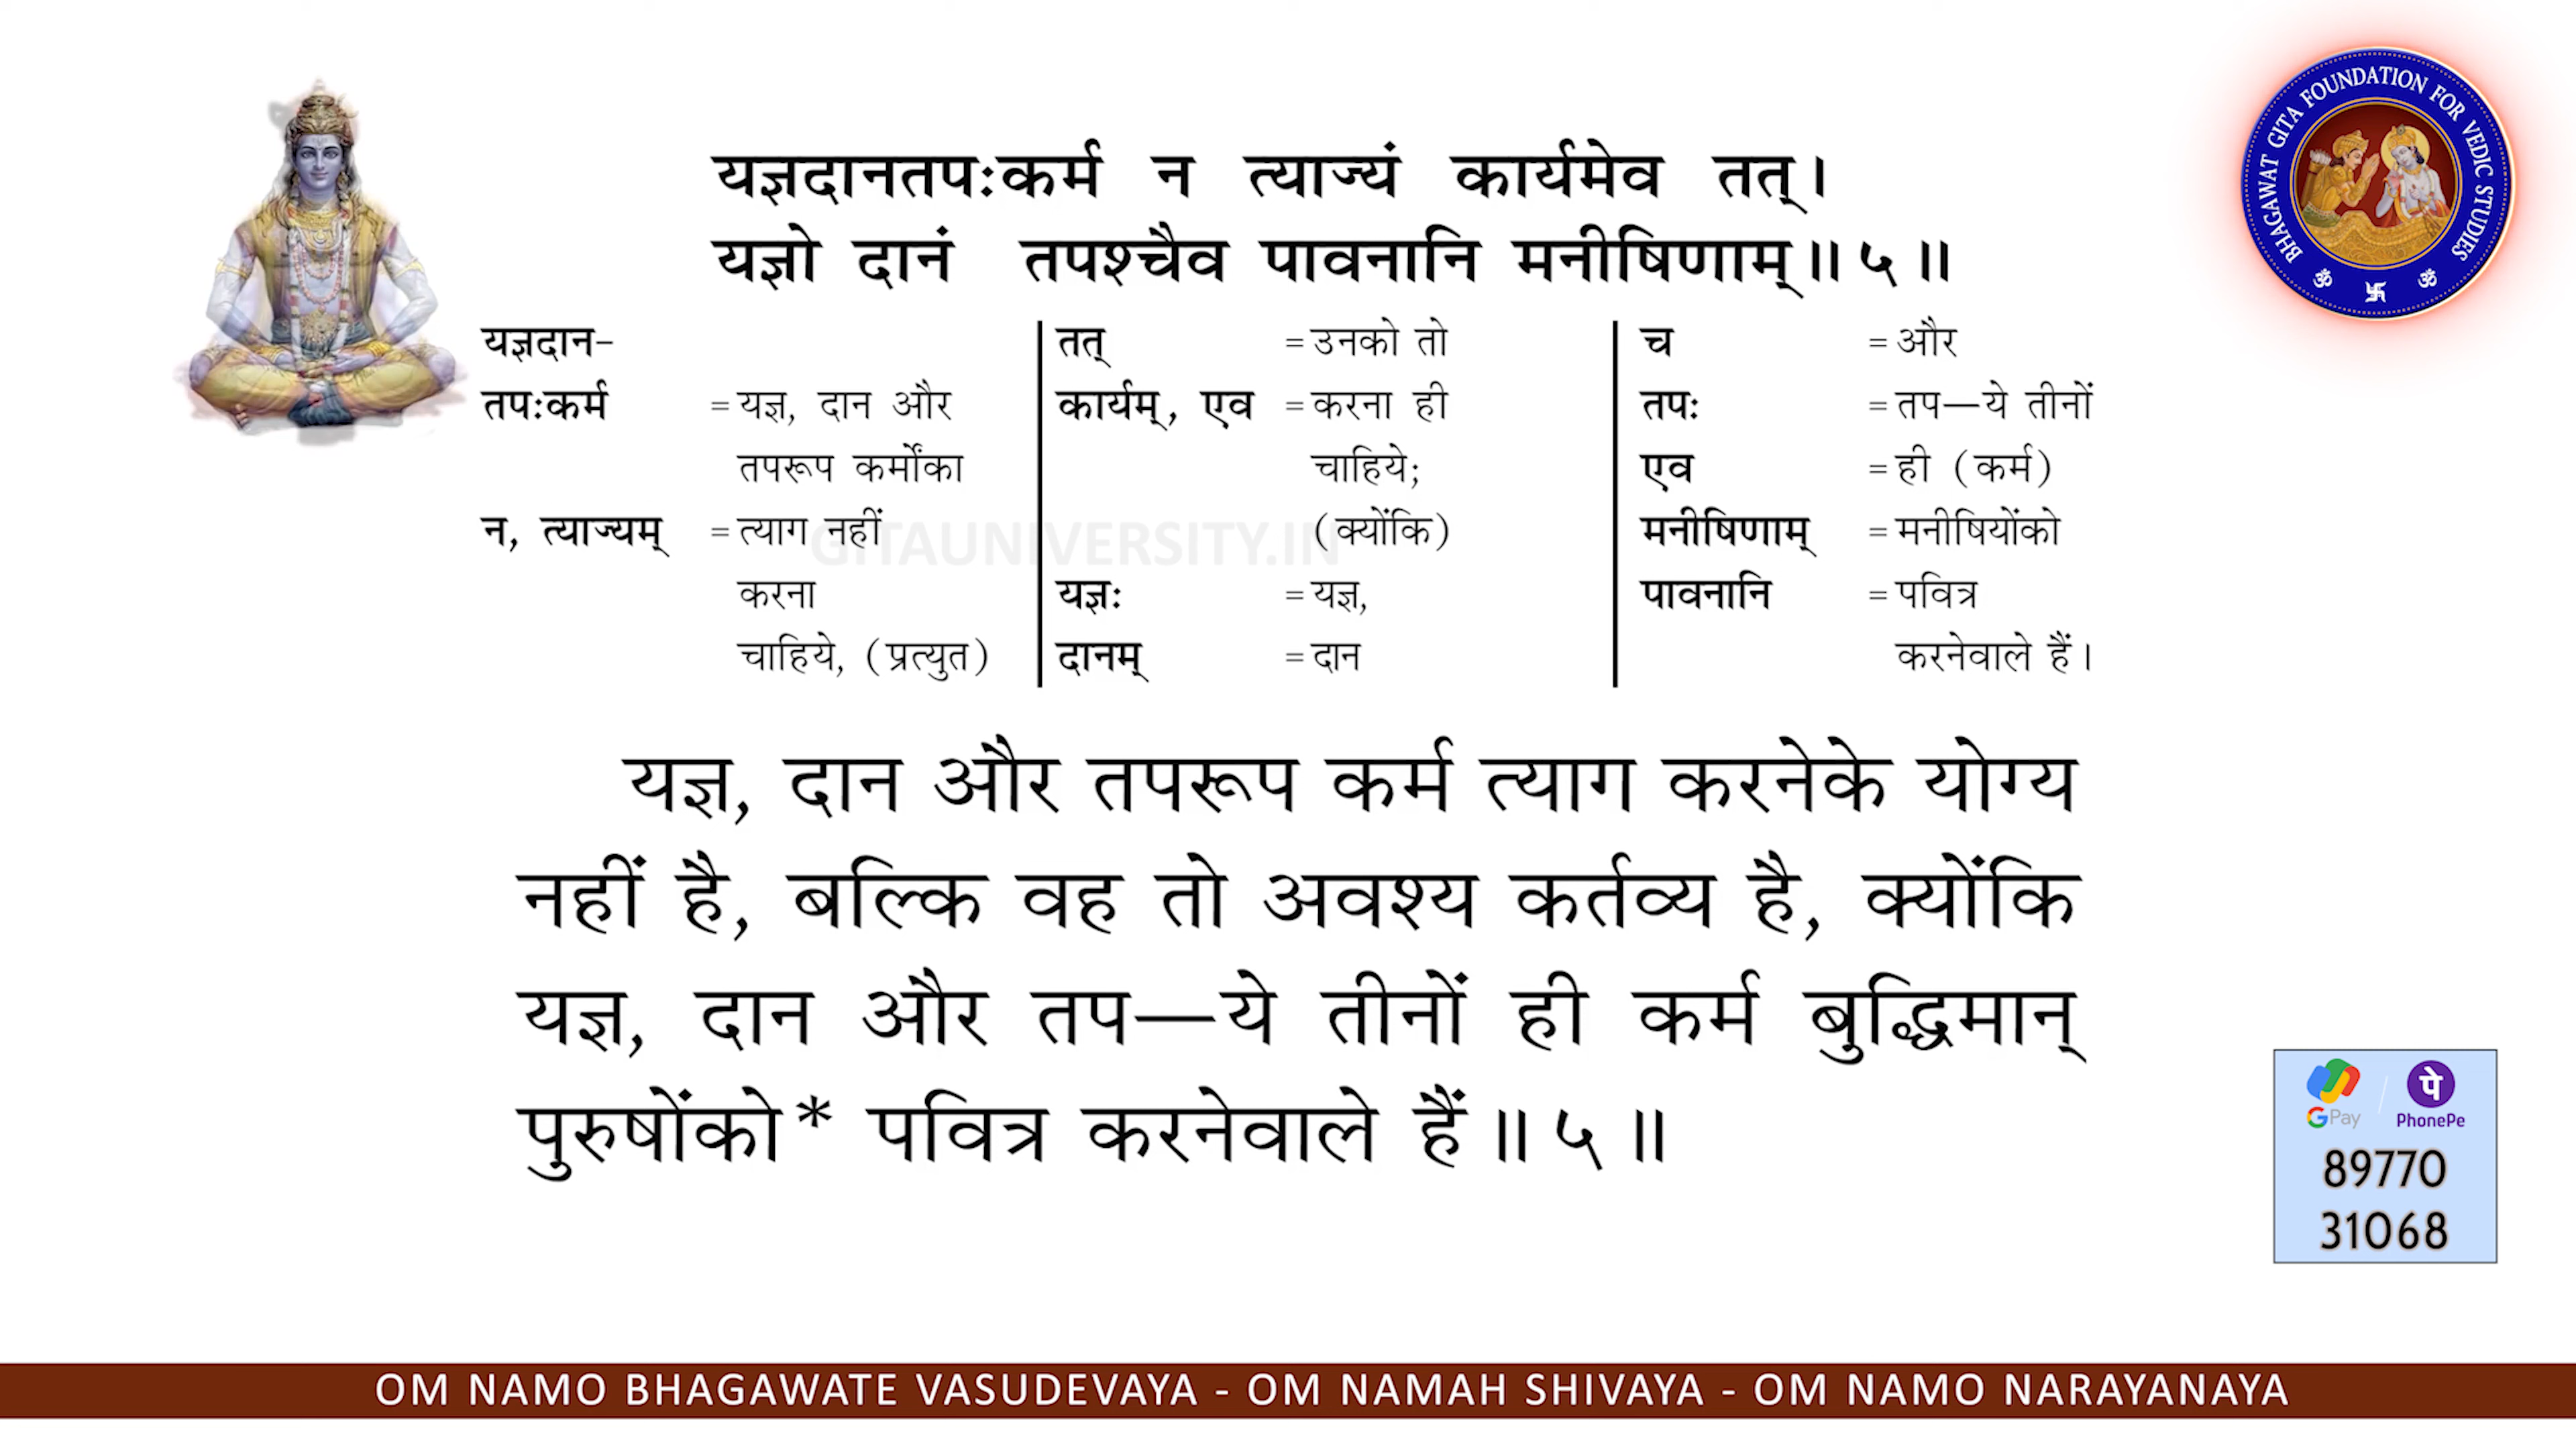 यज्ञदानतपःकर्म न त्याज्यं कार्यमेव तत्।
यज्ञो दानं तपश्चैव पावनानि मनीषिणाम्॥ ५ ॥
यज्ञदान-
तपःकर्म = यज्ञ, दान और
तपरूप कर्मोंका
न, त्याज्यम् = त्याग नहीं
करना
चाहिये, (प्रत्युत)
तत् = उनको तो
कार्यम्, एव = करना ही
चाहिये;
(क्योंकि)
यज्ञः = यज्ञ,
दानम् = दान
च = और
तपः = तप—ये तीनों
एव = ही (कर्म)
मनीषिणाम् = मनीषियोंको
पावनानि = पवित्र
करनेवाले हैं।
GITAUNIVERSITY.IN
यज्ञ, दान और तपरूप कर्म त्याग करनेके योग्य
नहीं है, बल्कि वह तो अवश्य कर्तव्य है, क्योंकि
यज्ञ, दान और तप—ये तीनों ही कर्म बुद्धिमान्
पुरुषोंको* पवित्र करनेवाले हैं॥ ५ ॥
BHAGAWAT GITA FOUNDATION FOR VEDIC STUDIES
ॐ 卐 ॐ
GPay पे PhonePe
89770
31068
OM NAMO BHAGAWATE VASUDEVAYA - OM NAMAH SHIVAYA - OM NAMO NARAYANAYA